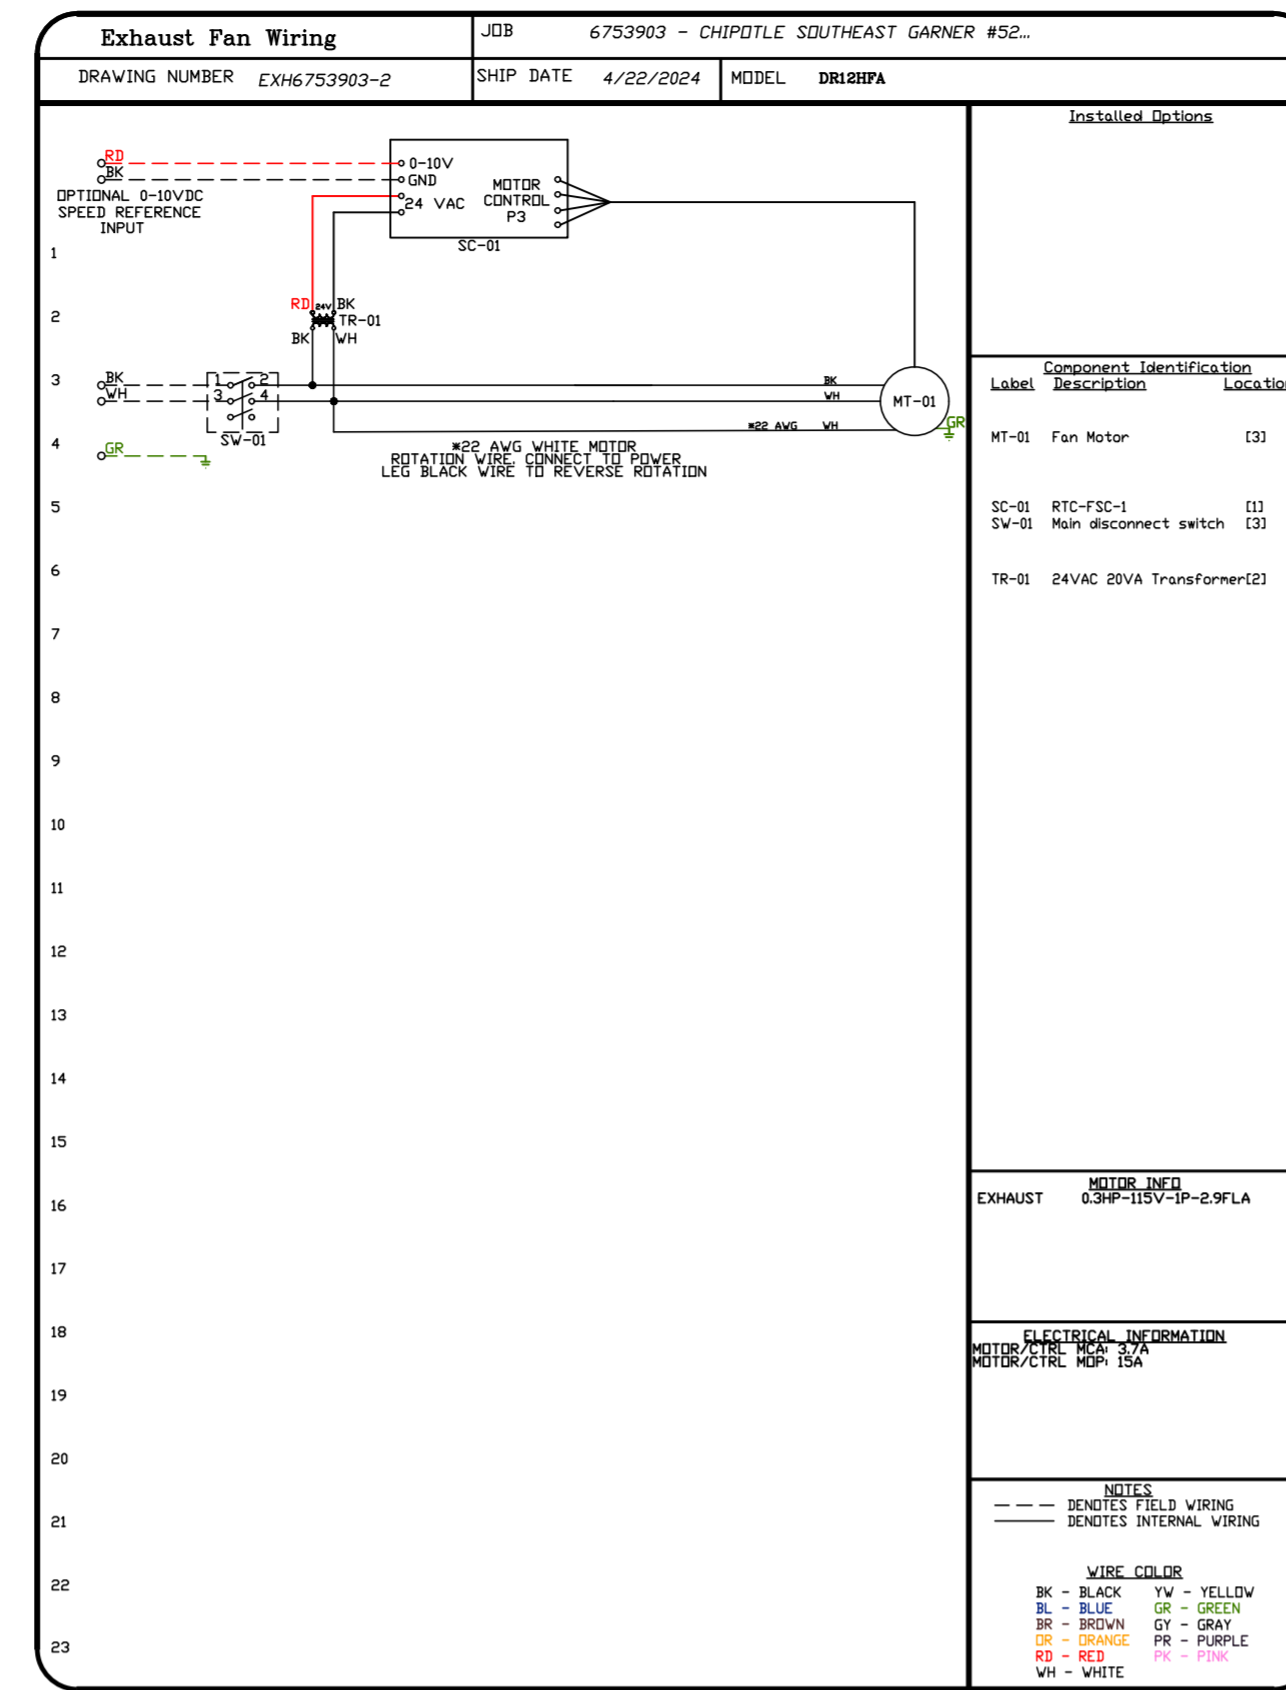 Exhaust Fan Wiring
JOB 6753903 - CHIPOTLE SOUTHEAST GARNER #52...
DRAWING NUMBER EXH6753903-2
SHIP DATE 4/22/2024
MODEL DR12HFA
RD
BK
OPTIONAL 0-10VDC
SPEED REFERENCE
INPUT
0-10V
GND
24 VAC
MOTOR
CONTROL
P3
SC-01
1
2
RD 24V BK
TR-01
BK WH
3
BK
WH
1 2
3 4
SW-01
BK
WH
*22 AWG WH
MT-01
GR
4
GR
*22 AWG WHITE MOTOR
ROTATION WIRE. CONNECT TO POWER
LEG BLACK WIRE TO REVERSE ROTATION
5
6
7
8
9
10
11
12
13
14
15
16
17
18
19
20
21
22
23
Installed Options
Component Identification
Label Description Location
MT-01 Fan Motor [3]
SC-01 RTC-FSC-1 [1]
SW-01 Main disconnect switch [3]
TR-01 24VAC 20VA Transformer[2]
MOTOR INFO
EXHAUST 0.3HP-115V-1P-2.9FLA
ELECTRICAL INFORMATION
MOTOR/CTRL MCA: 3.7A
MOTOR/CTRL MOP: 15A
NOTES
DENOTES FIELD WIRING
DENOTES INTERNAL WIRING
WIRE COLOR
BK - BLACK YW - YELLOW
BL - BLUE GR - GREEN
BR - BROWN GY - GRAY
OR - ORANGE PR - PURPLE
RD - RED PK - PINK
WH - WHITE